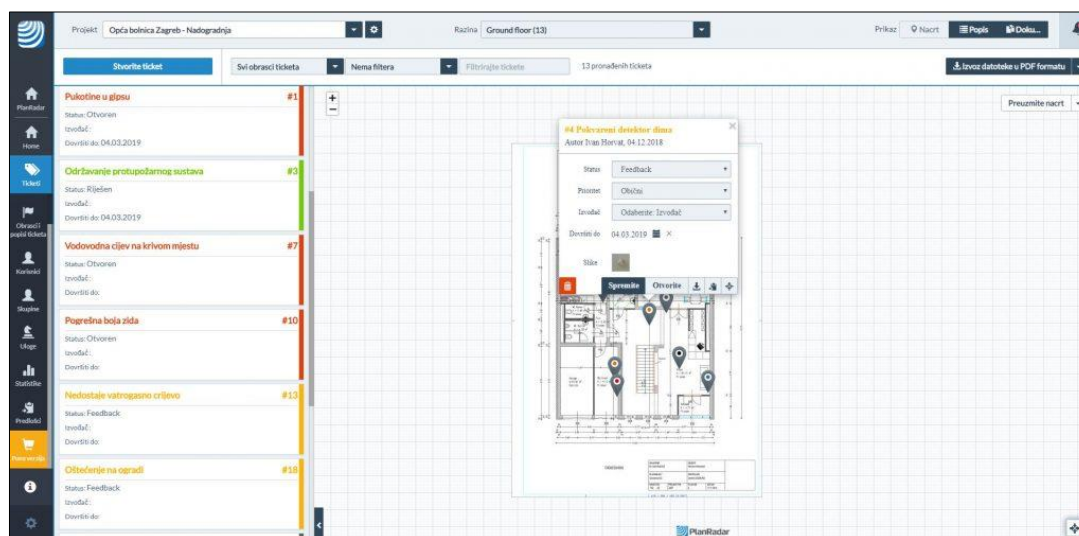 Projekt
Opća bolnica Zagreb - Nadogradnja
Razina
Ground floor (13)
Prikaz
Nacrt
Popis
Doku...
Stvorite ticket
Svi obrasci ticketa
Nema filtera
Filtrirajte tickete
13 pronađenih ticketa
Izvoz datoteke u PDF formatu
PlanRadar
Home
Ticketi
Obrasci i
popisi ticketa
Korisnici
Skupine
Uloge
Statistike
Predlošci
Puna verzija
Pukotine u gipsu #1
Status: Otvoren
Izvođač:
Dovršiti do: 04.03.2019
Održavanje protupožarnog sustava #3
Status: Riješen
Izvođač:
Dovršiti do: 04.03.2019
Vodovodna cijev na krivom mjestu #7
Status: Otvoren
Izvođač:
Dovršiti do:
Pogrešna boja zida #10
Status: Otvoren
Izvođač:
Dovršiti do:
Nedostaje vatrogasno crijevo #13
Status: Feedback
Izvođač:
Dovršiti do:
Oštećenje na ogradi #18
Status: Feedback
Izvođač:
Dovršiti do:
+
−
Preuzmite nacrt
#4 Pokvareni detektor dima
Autor Ivan Horvat, 04.12.2018
Status Feedback
Prioritet Obični
Izvođač Odaberite: Izvođač
Dovršiti do 04.03.2019
Slike
Spremite Otvorite
PlanRadar